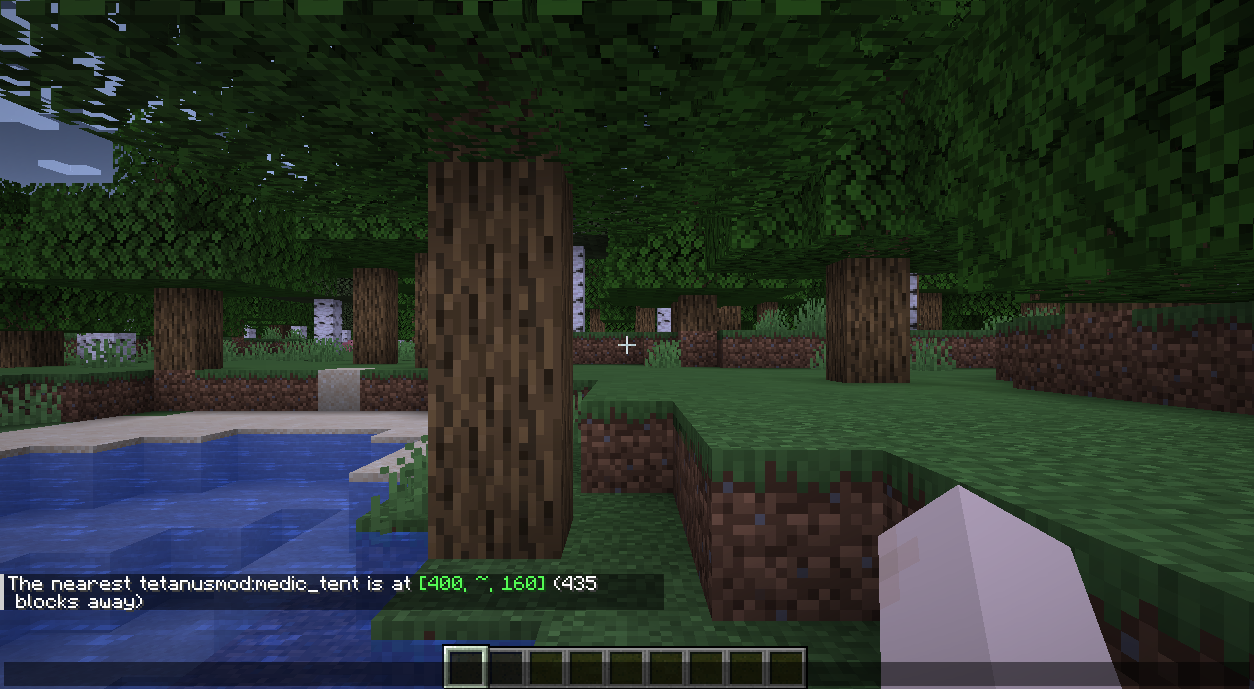 The nearest tetanusmod:medic_tent is at [400, ~, 160] (435
blocks away)